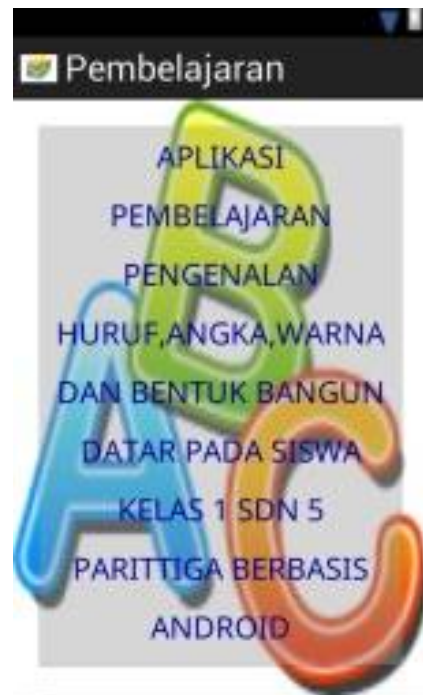 Pembelajaran
APLIKASI
PEMBELAJARAN
PENGENALAN
HURUF,ANGKA,WARNA
DAN BENTUK BANGUN
DATAR PADA SISWA
KELAS 1 SDN 5
PARITTIGA BERBASIS
ANDROID
B
A
C